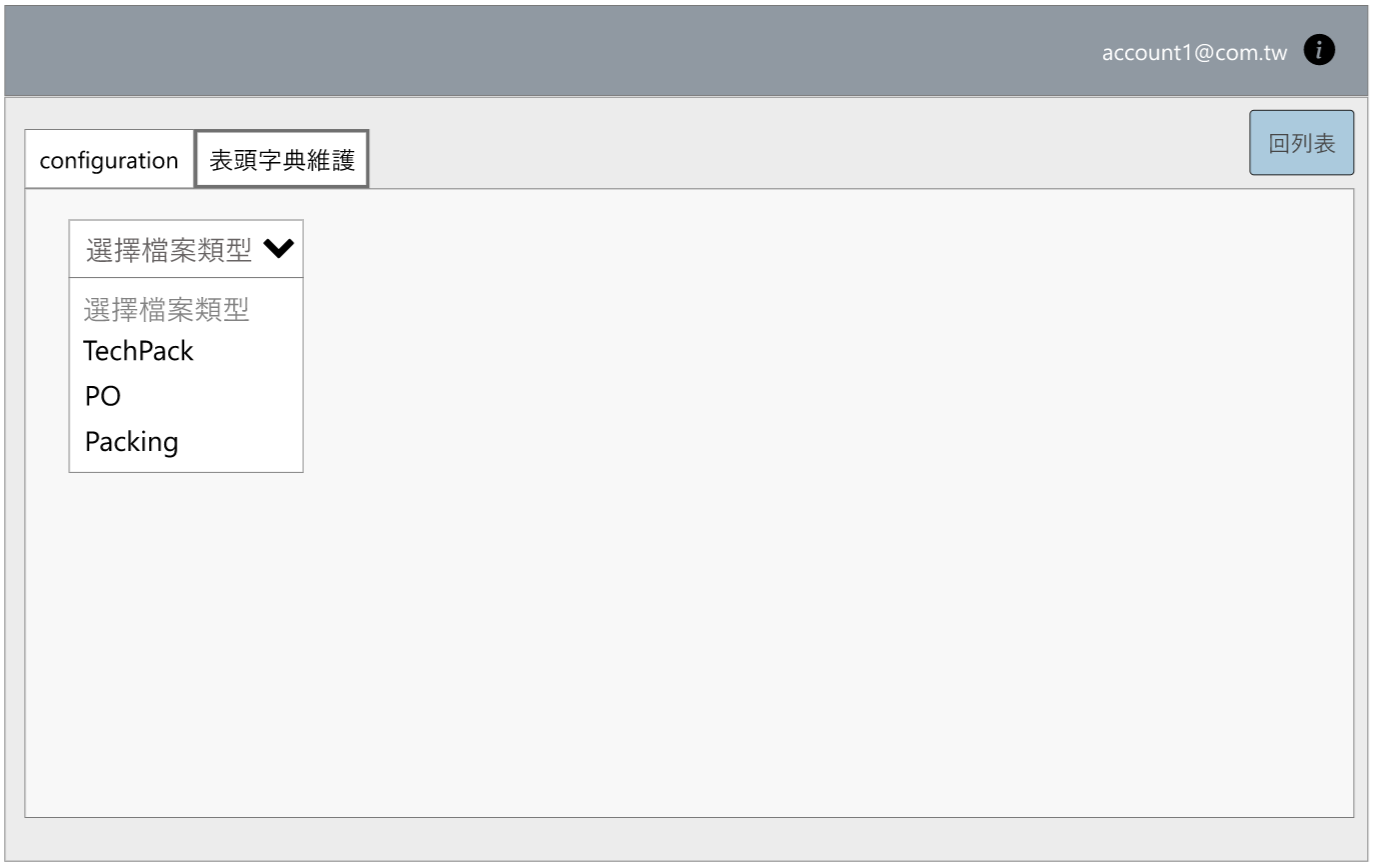 account1@com.tw
回列表
configuration
表頭字典維護
選擇檔案類型
選擇檔案類型
TechPack
PO
Packing